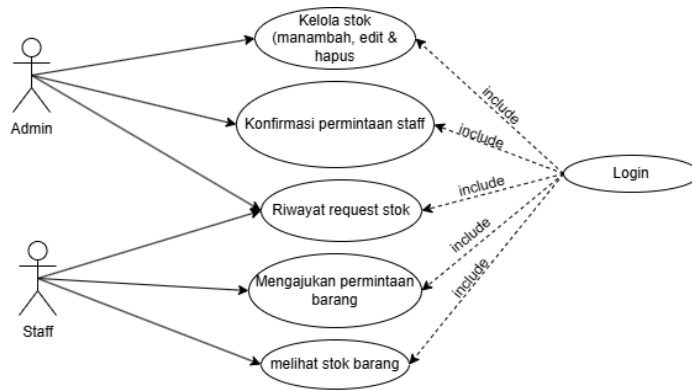 Kelola stok
(manambah, edit &
hapus
Admin
Konfirmasi permintaan staff
include
include
Login
include
Riwayat request stok
include
Mengajukan permintaan
barang
include
Staff
melihat stok barang